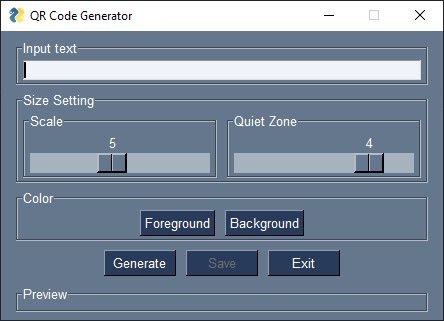 QR Code Generator
Input text
Size Setting
Scale Quiet Zone
5 4
Color
Foreground Background
Generate Save Exit
Preview